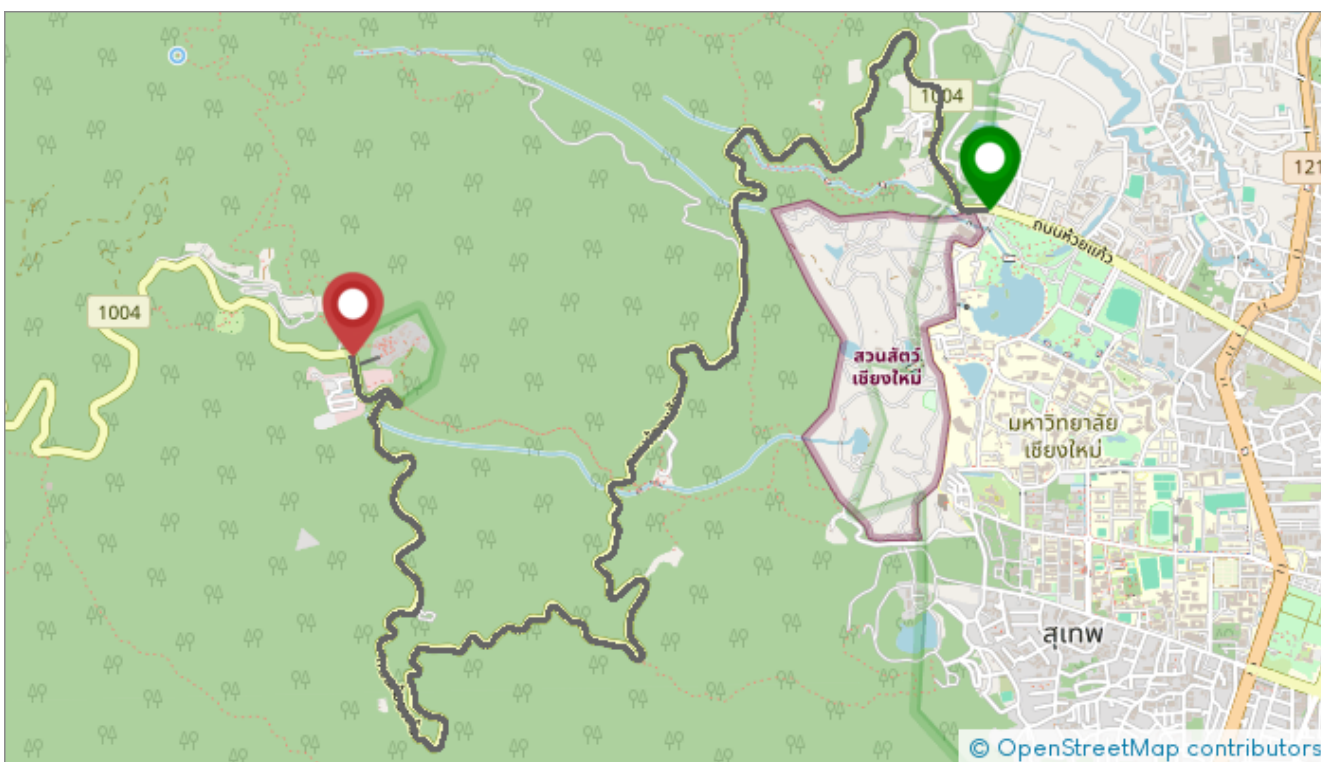 1004
121
ถนนห้วยแก้ว
1004
สวนสัตว์
เชียงใหม่
มหาวิทยาลัย
เชียงใหม่
สุเทพ
© OpenStreetMap contributors